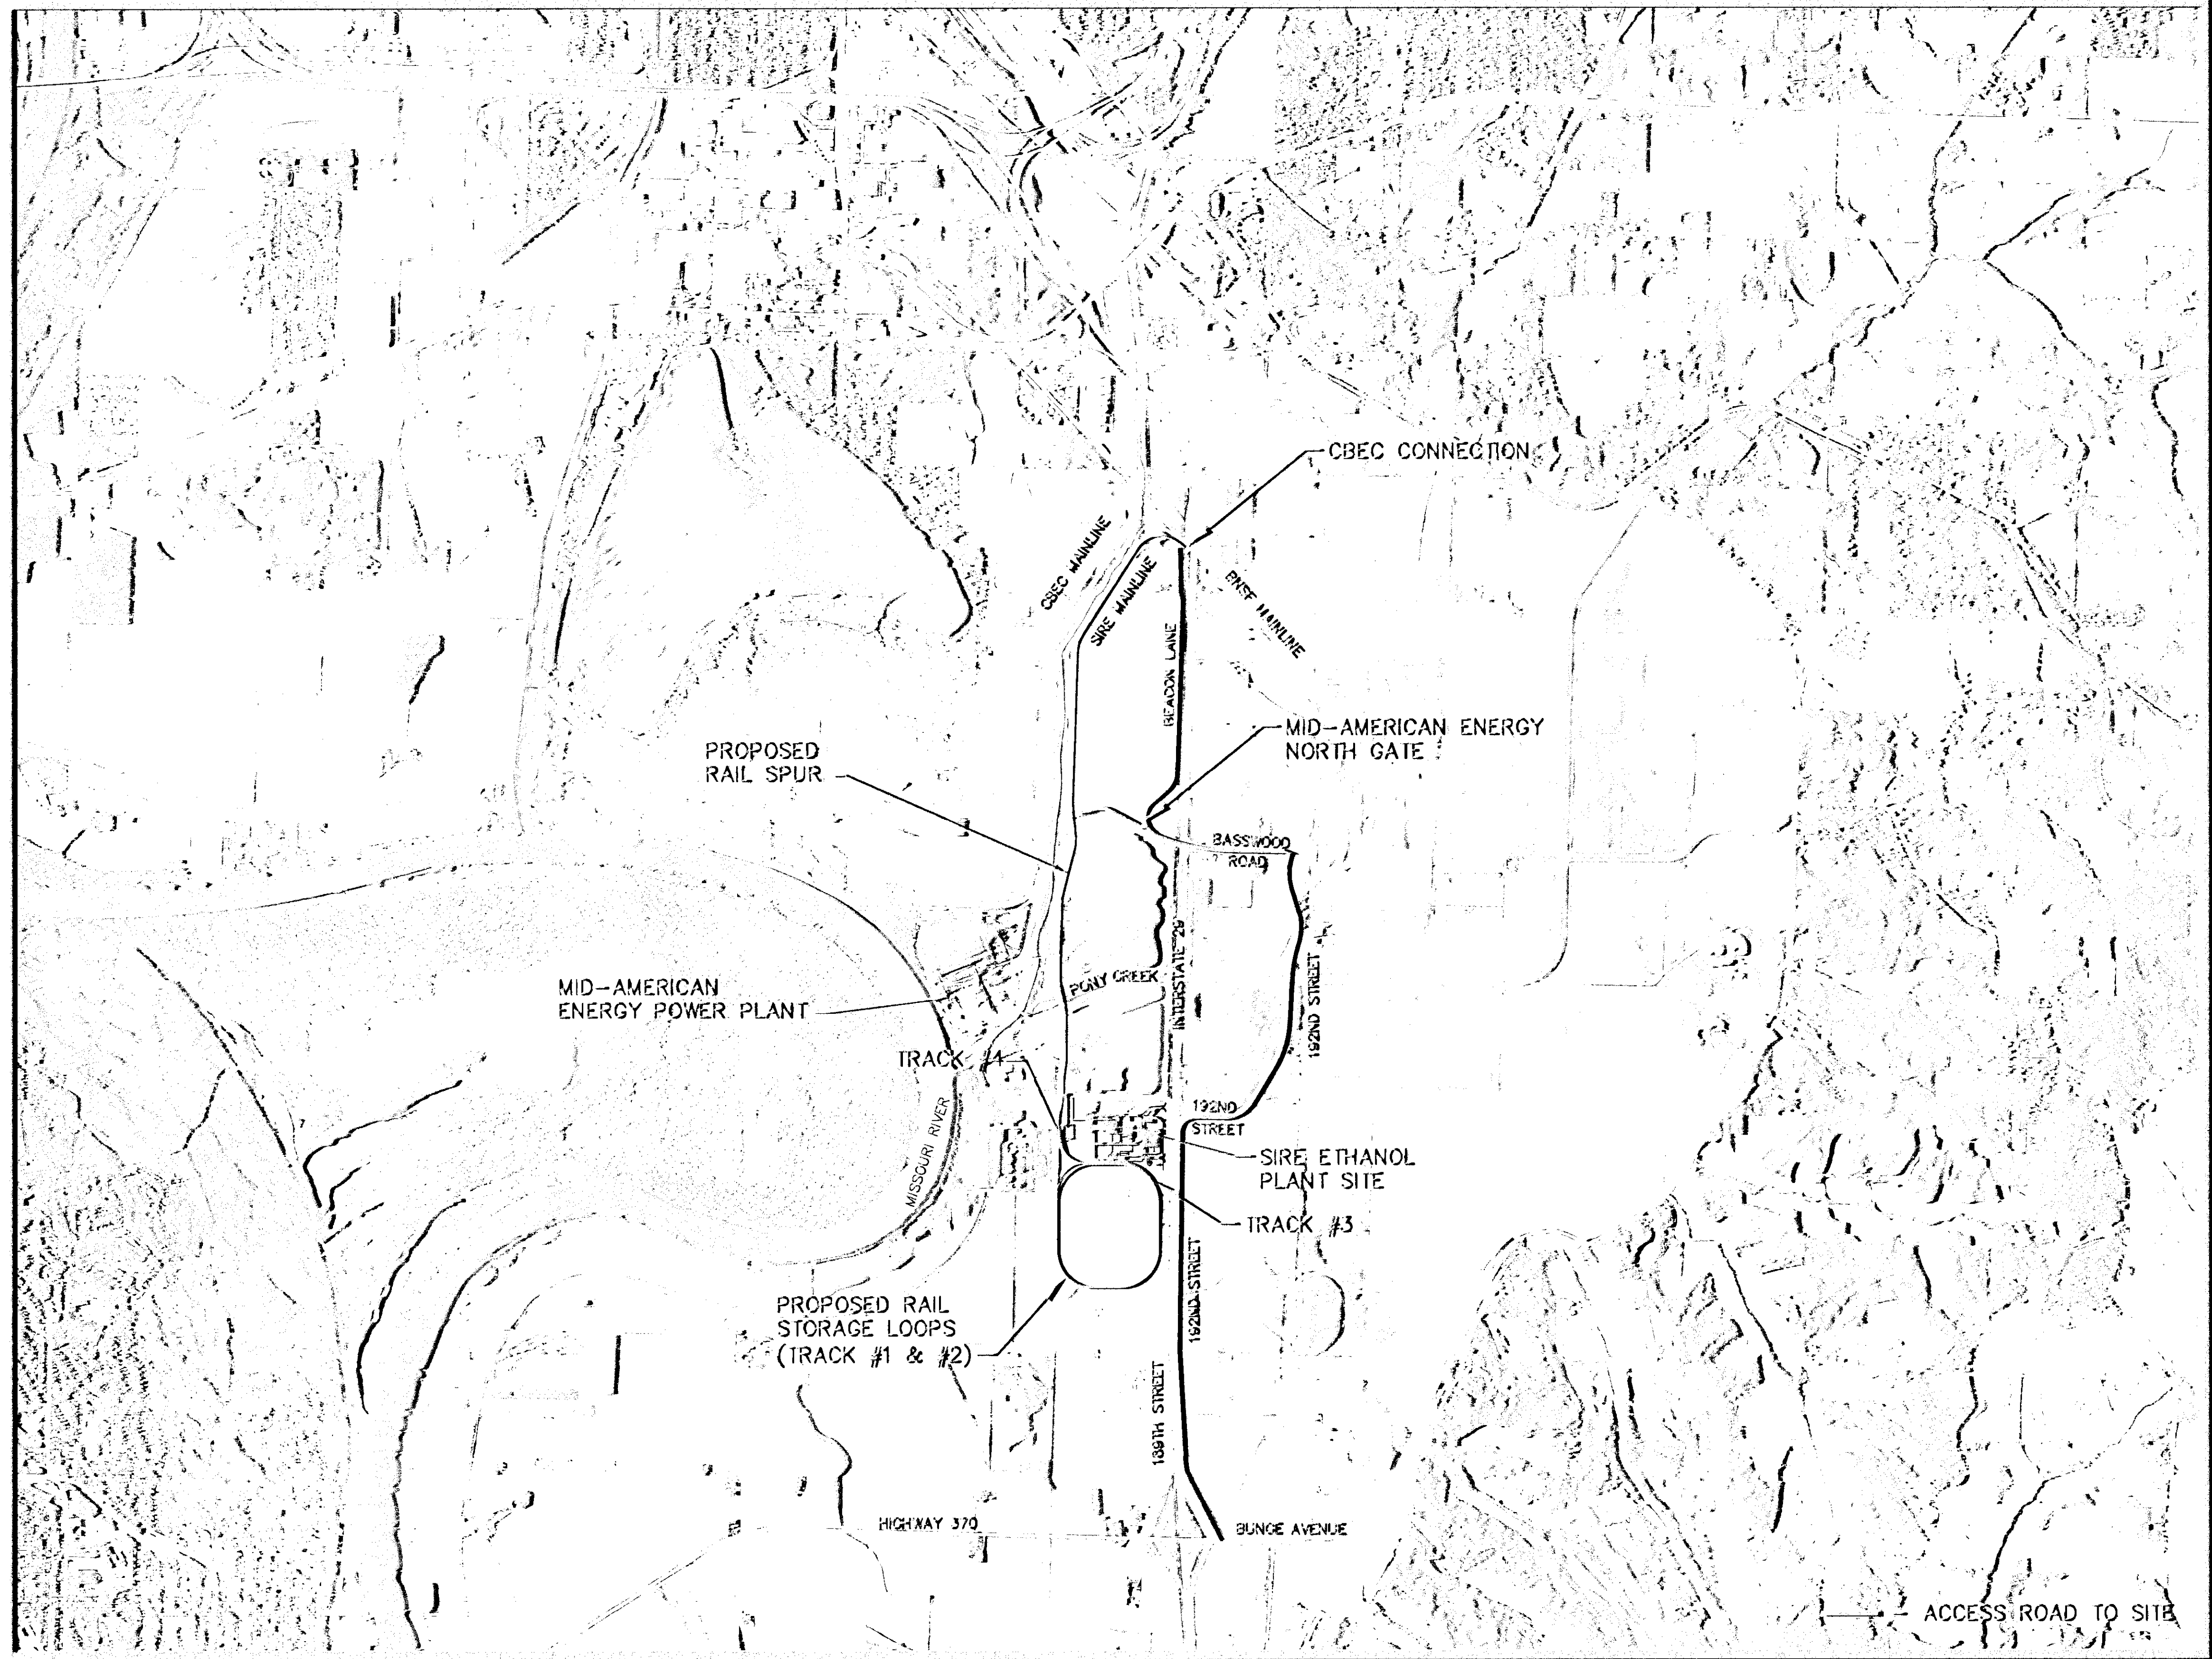 CBEC CONNECTION
CBEC MAINLINE
SIRE MAINLINE
BNSF MAINLINE
BEACON LANE
MID-AMERICAN ENERGY
NORTH GATE
PROPOSED
RAIL SPUR
BASSWOOD
ROAD
INTERSTATE 29
192ND STREET
PONY CREEK
MID-AMERICAN
ENERGY POWER PLANT
TRACK #4
MISSOURI RIVER
192ND
STREET
SIRE ETHANOL
PLANT SITE
TRACK #3
192ND STREET
PROPOSED RAIL
STORAGE LOOPS
(TRACK #1 & #2)
189TH STREET
HIGHWAY 370
BUNGE AVENUE
ACCESS ROAD TO SITE